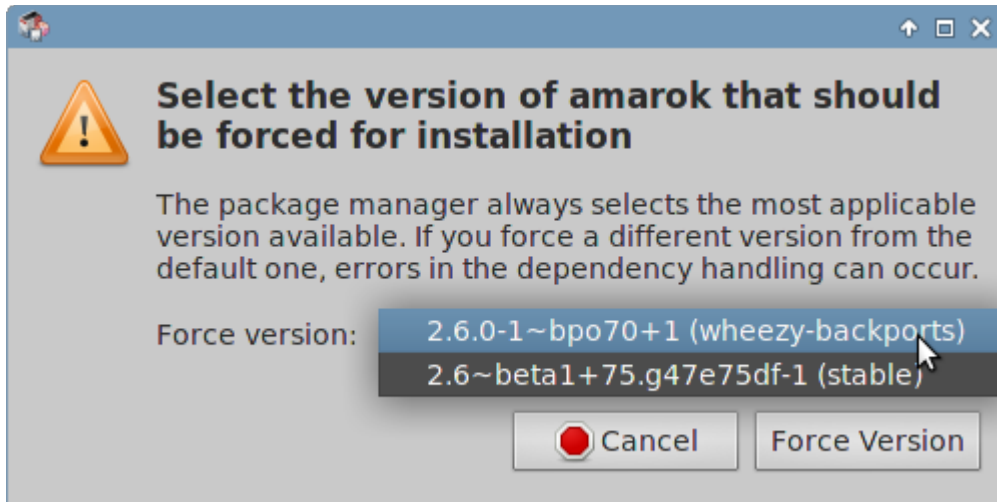 Select the version of amarok that should
be forced for installation
The package manager always selects the most applicable
version available. If you force a different version from the
default one, errors in the dependency handling can occur.
Force version:
2.6.0-1~bpo70+1 (wheezy-backports)
2.6~beta1+75.g47e75df-1 (stable)
Cancel
Force Version